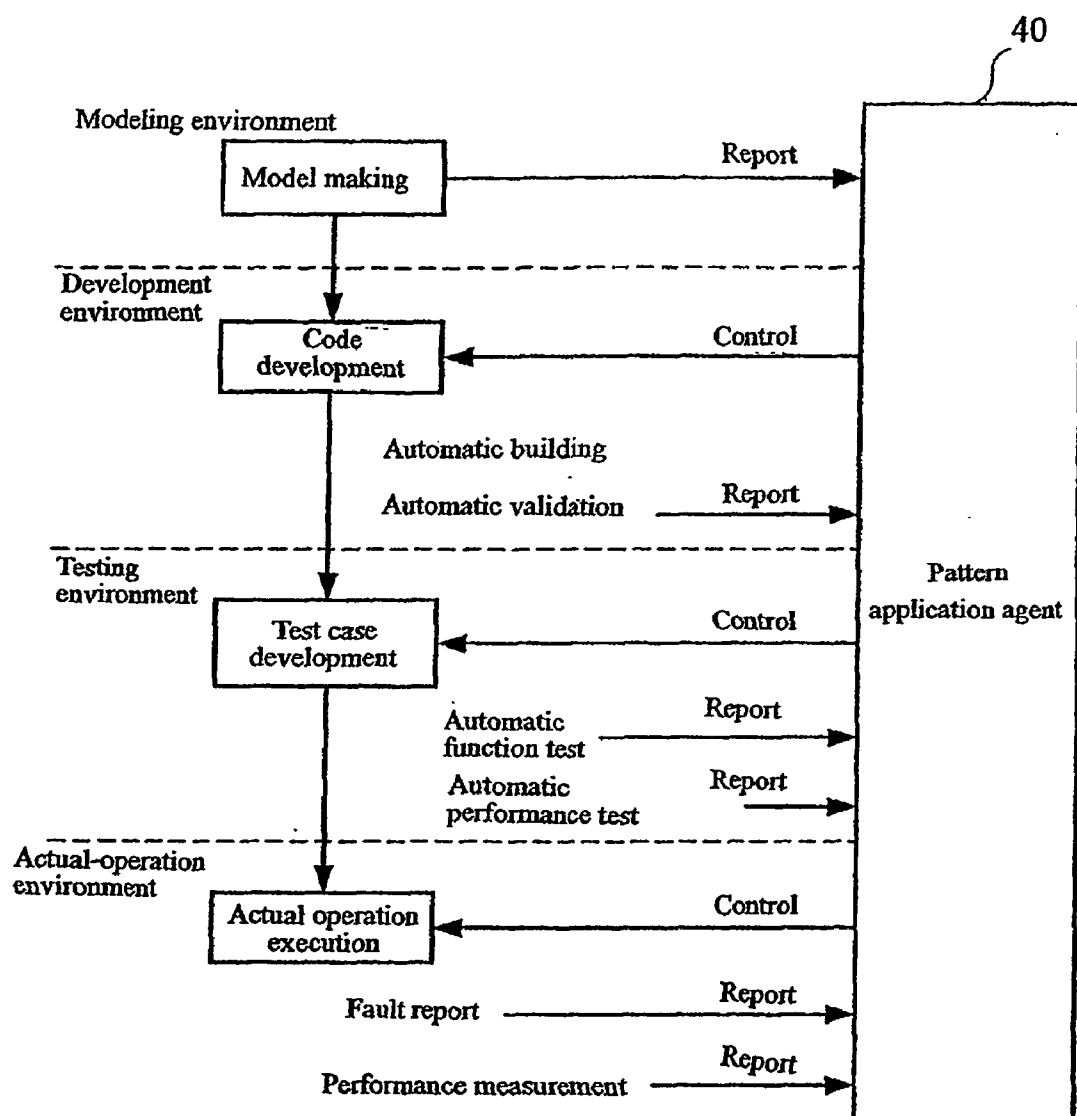 40
Modeling environment
Model making
Report
Development
environment
Code
development
Control
Automatic building
Automatic validation
Report
Testing
environment
Test case
development
Control
Pattern
application agent
Automatic
function test
Report
Automatic
performance test
Report
Actual-operation
environment
Actual operation
execution
Control
Fault report
Report
Performance measurement
Report